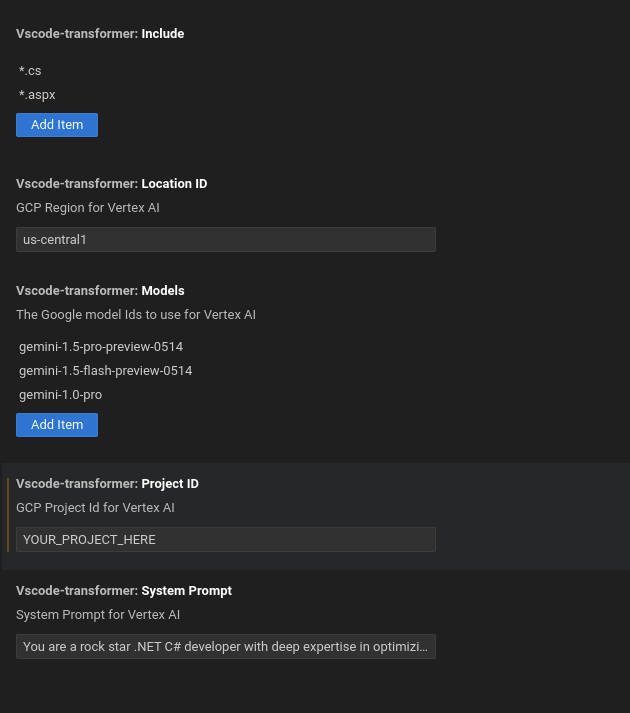 Vscode-transformer: Include
*.cs
*.aspx
Add Item
Vscode-transformer: Location ID
GCP Region for Vertex AI
us-central1
Vscode-transformer: Models
The Google model Ids to use for Vertex AI
gemini-1.5-pro-preview-0514
gemini-1.5-flash-preview-0514
gemini-1.0-pro
Add Item
Vscode-transformer: Project ID
GCP Project Id for Vertex AI
YOUR_PROJECT_HERE
Vscode-transformer: System Prompt
System Prompt for Vertex AI
You are a rock star .NET C# developer with deep expertise in optimizi...